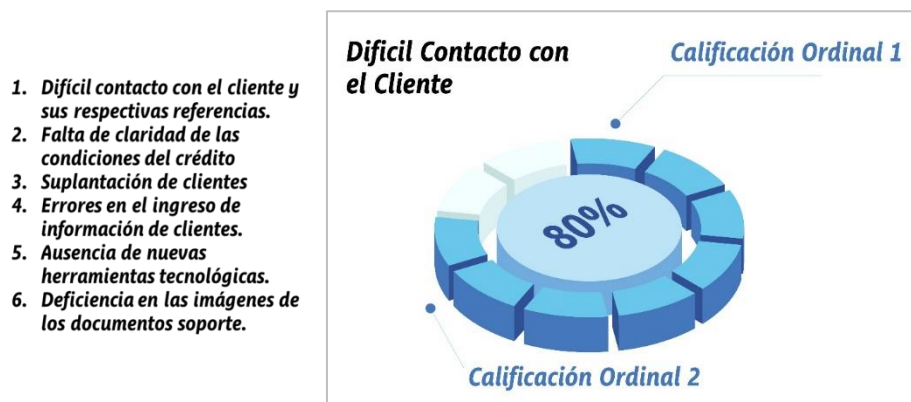 1. Difícil contacto con el cliente y
sus respectivas referencias.
2. Falta de claridad de las
condiciones del crédito
3. Suplantación de clientes
4. Errores en el ingreso de
información de clientes.
5. Ausencia de nuevas
herramientas tecnológicas.
6. Deficiencia en las imágenes de
los documentos soporte.
Dificil Contacto con
el Cliente
Calificación Ordinal 1
80%
Calificación Ordinal 2